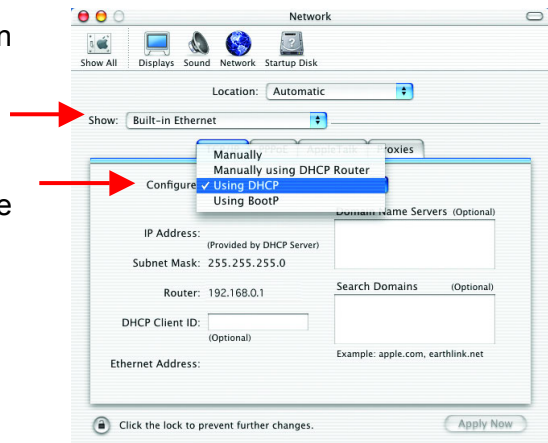 Network
Show All Displays Sound Network Startup Disk
Location: Automatic
n
Show: Built-in Ethernet
AppleTalk
Manually
Manually using DHCP Router
Configure Using DHCP
Using BootP
e
Domain Name Servers (Optional)
IP Address:
(Provided by DHCP Server)
Subnet Mask: 255.255.255.0
Router: 192.168.0.1
Search Domains (Optional)
DHCP Client ID:
(Optional)
Example: apple.com, earthlink.net
Ethernet Address:
Click the lock to prevent further changes.
Apply Now